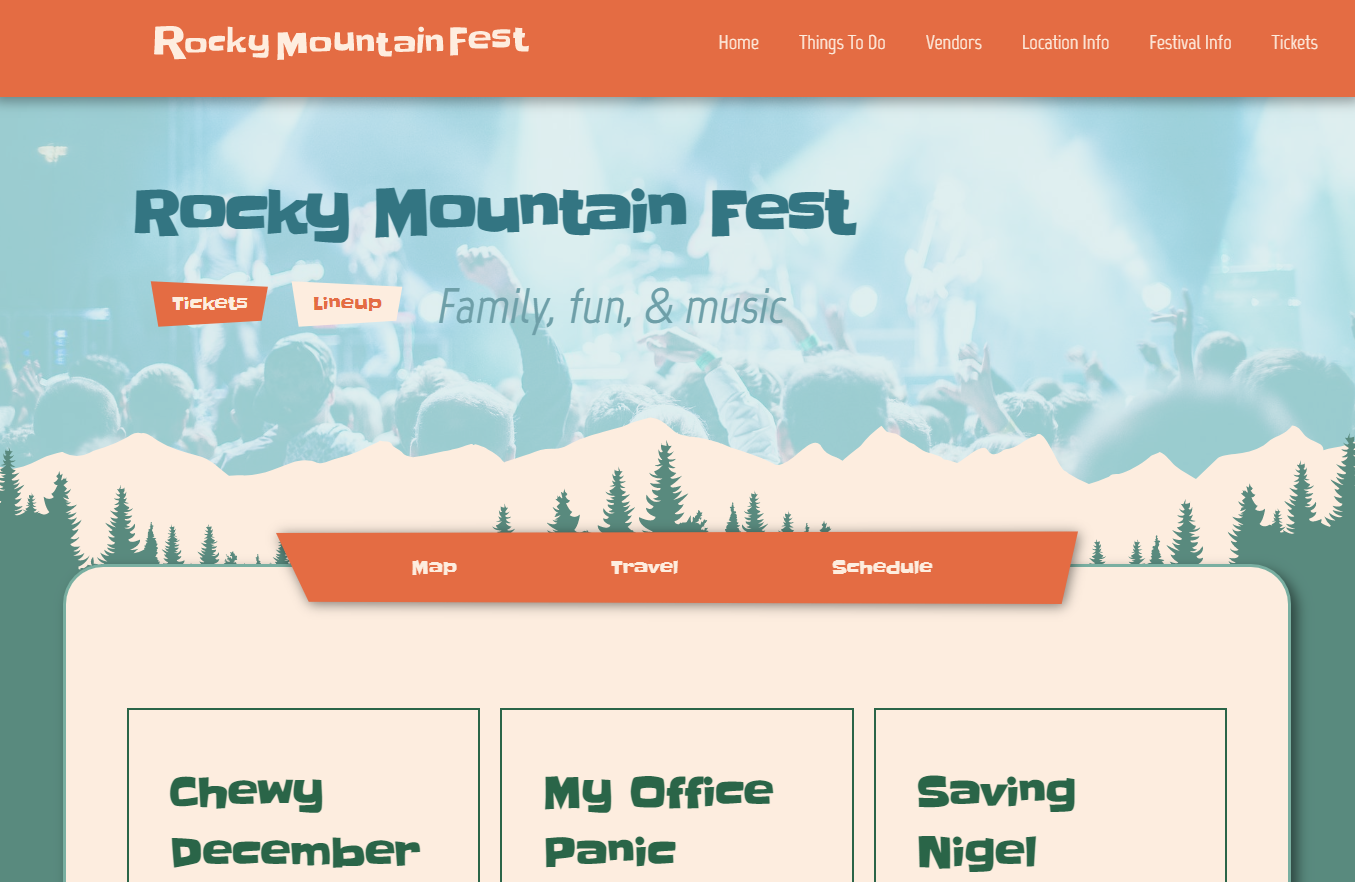 Rocky Mountain Fest
Home Things To Do Vendors Location Info Festival Info Tickets
Rocky Mountain Fest
Tickets Lineup Family, fun, & music
Map Travel Schedule
Chewy
December
My Office
Panic
Saving
Nigel